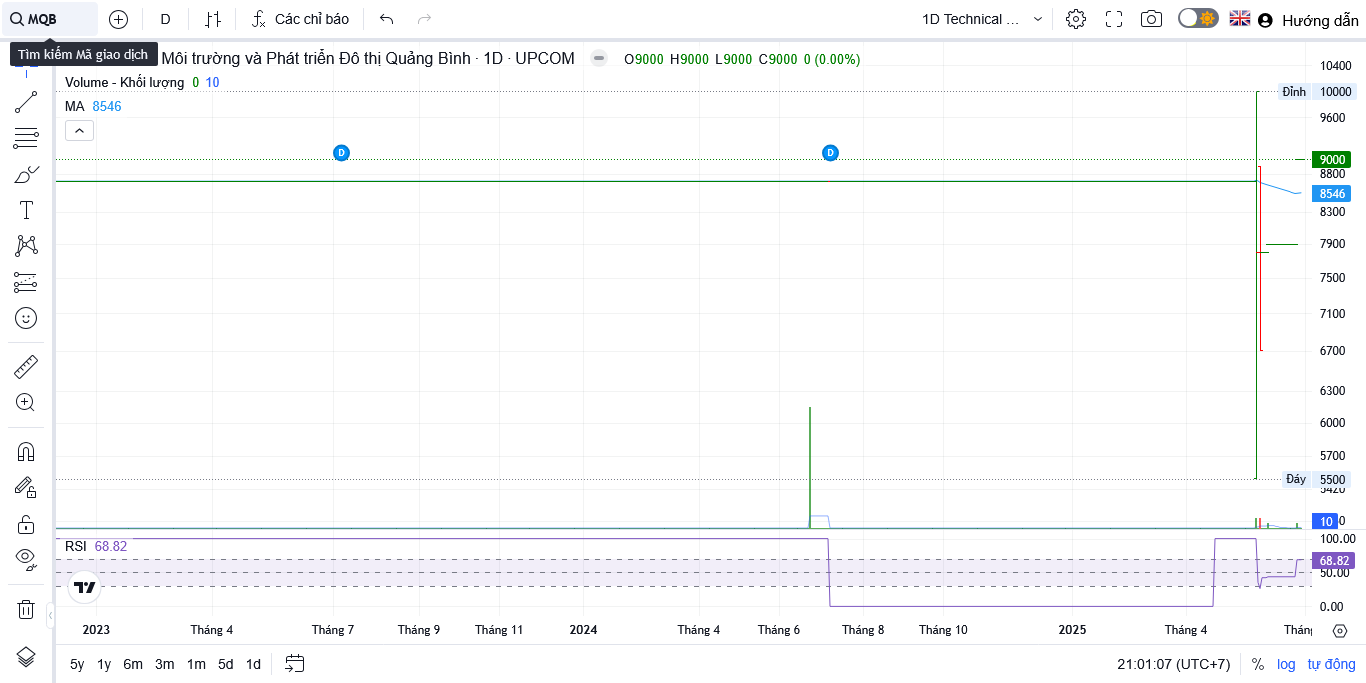 MQB D Các chỉ báo 1D Technical ... Hướng dẫn
Tìm kiếm Mã giao dịch Môi trường và Phát triển Đô thị Quảng Bình · 1D · UPCOM O9000 H9000 L9000 C9000 0 (0.00%)
Volume - Khối lượng 0 10
MA 8546
10400
Đỉnh 10000
9600
D D
9000
8800
8546
8300
7900
7500
7100
6700
6300
6000
5700
Đáy 5500
5420
10
RSI 68.82
100.00
68.82
50.00
0.00
2023 Tháng 4 Tháng 7 Tháng 9 Tháng 11 2024 Tháng 4 Tháng 6 Tháng 8 Tháng 10 2025 Tháng 4 Tháng
5y 1y 6m 3m 1m 5d 1d 21:01:07 (UTC+7) % log tự động